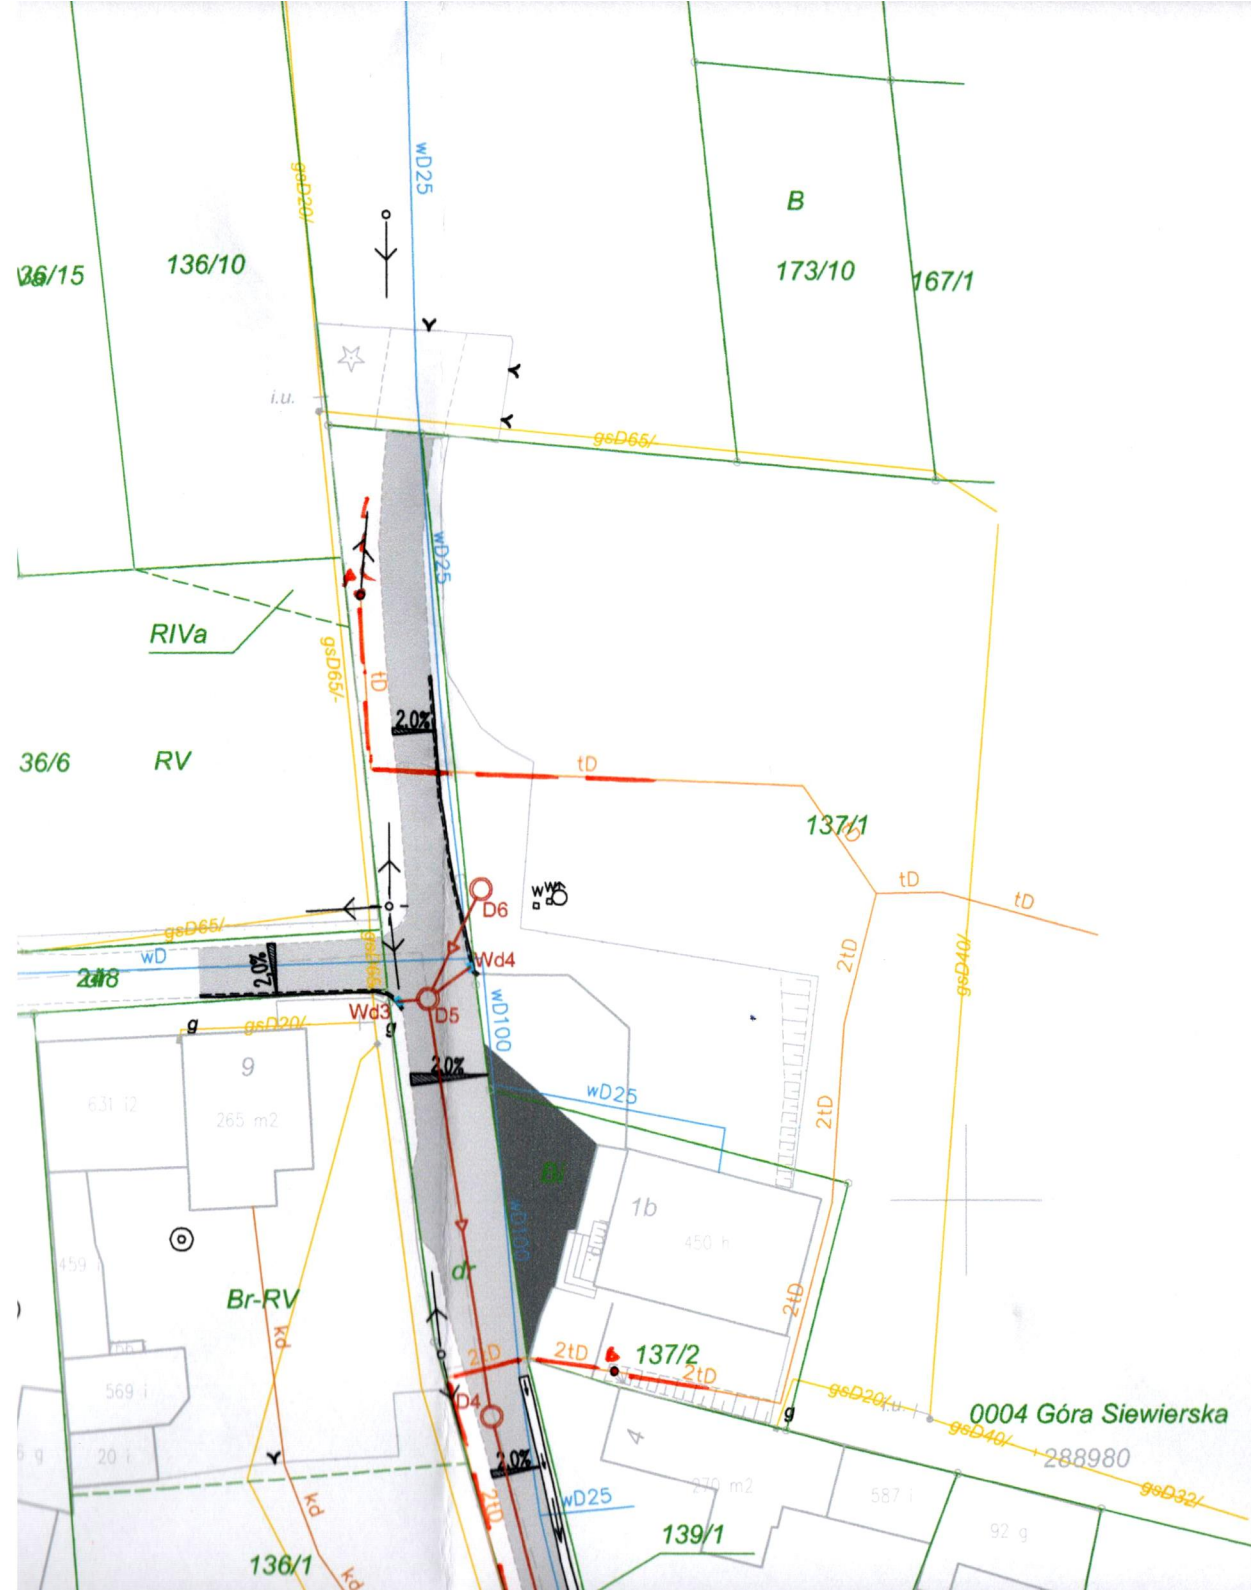 gsD20/
wD25
B
136/10
36/15
173/10
167/1
i.u.
gsD65/
wD25
RIVa
gsD65/-
tD
2,0%
36/6
RV
tD
137/1
tD
tD
tD
gsD65/
D6
w
w
wD
2,0%
Wd4
2tD
gsD40/
Wd3
D5
g
g
gsD20/-
wD100
9
2,0%
wD25
631 i2
265 m2
2tD
1b
wD100
450 h
459
dr
Br-RV
kd
2tD
2tD
2tD
137/2
2tD
569 i
D4
g
gsD20/
i.u.
gsD40/
0004 Góra Siewierska
288980
4
20 i
6 g
2,0%
270 m2
587 i
gsD32/
kd
2tD
wD25
92 g
139/1
136/1
kd